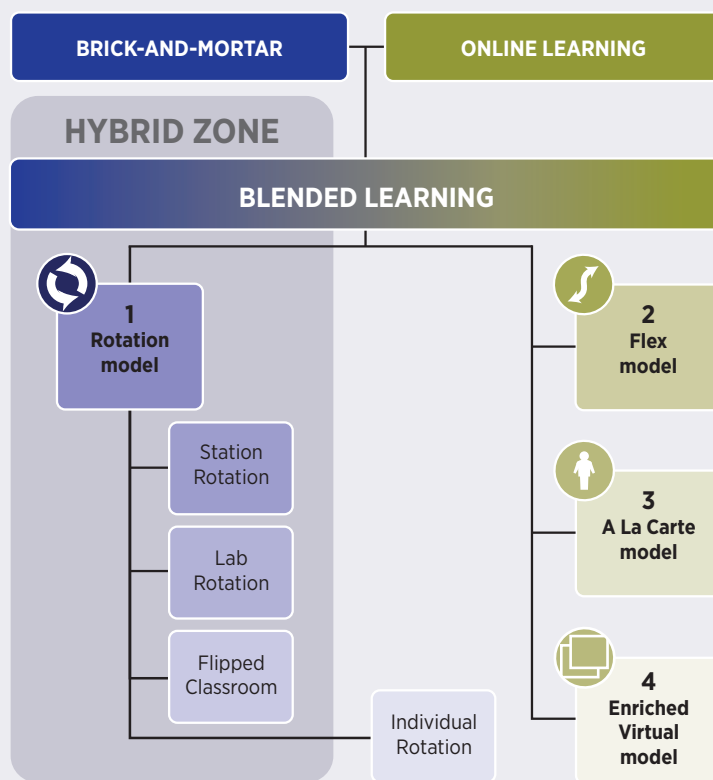 BRICK-AND-MORTAR
ONLINE LEARNING
HYBRID ZONE
BLENDED LEARNING
1
Rotation
model
Station
Rotation
Lab
Rotation
Flipped
Classroom
Individual
Rotation
2
Flex
model
3
A La Carte
model
4
Enriched
Virtual
model